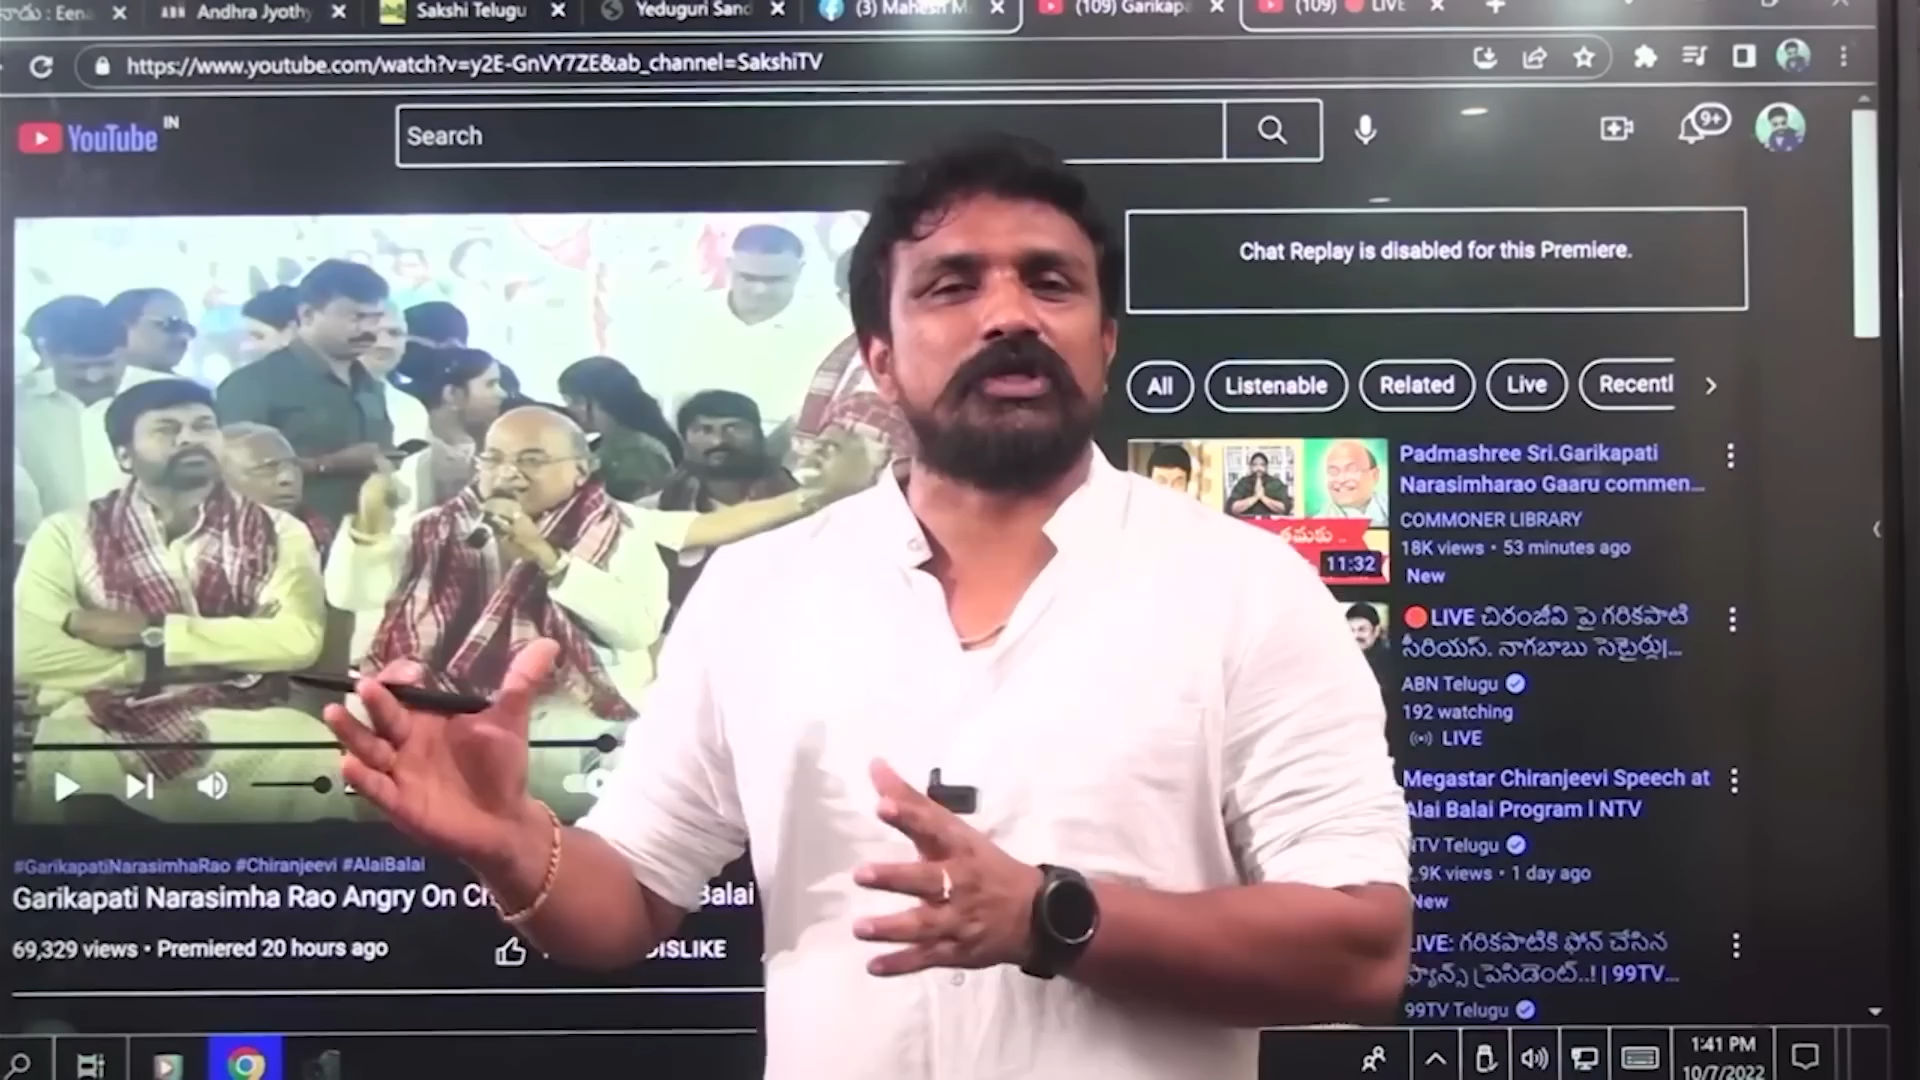 నాడు : Eena
ABN Andhra Jyothy
Sakshi Telugu
Yeduguri Sand
(3) Mahesh M
(109) Garikapa
(109) LIVE
https://www.youtube.com/watch?v=y2E-GnVY7ZE&ab_channel=SakshiTV
YouTube IN
Search
9+
Chat Replay is disabled for this Premiere.
All Listenable Related Live Recentl
Padmashree Sri.Garikapati
Narasimharao Gaaru commen...
COMMONER LIBRARY
18K views • 53 minutes ago
New
11:32
LIVE చిరంజీవి పై గరికపాటి
సీరియస్. నాగబాబు సెటైర్లు|...
ABN Telugu
192 watching
LIVE
Megastar Chiranjeevi Speech at
Alai Balai Program l NTV
NTV Telugu
.9K views • 1 day ago
New
LIVE: గరికపాటికి ఫోన్ చేసిన
ఫ్యాన్స్ ప్రెసిడెంట్..! | 99TV...
99TV Telugu
#GarikapatiNarasimhaRao #Chiranjeevi #AlaiBalai
Garikapati Narasimha Rao Angry On Ch Balai
69,329 views • Premiered 20 hours ago
DISLIKE
1:41 PM
10/7/2022